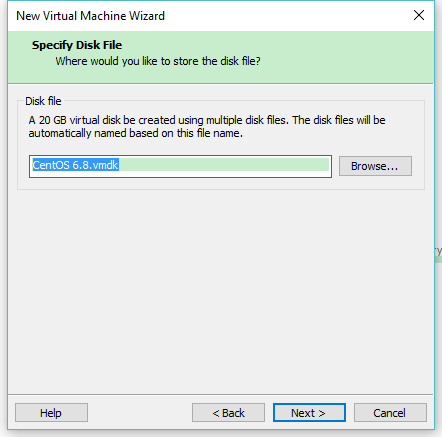 New Virtual Machine Wizard
Specify Disk File
Where would you like to store the disk file?
Disk file
A 20 GB virtual disk be created using multiple disk files. The disk files will be
automatically named based on this file name.
CentOS 6.8.vmdk
Browse...
ry
Help
< Back
Next >
Cancel